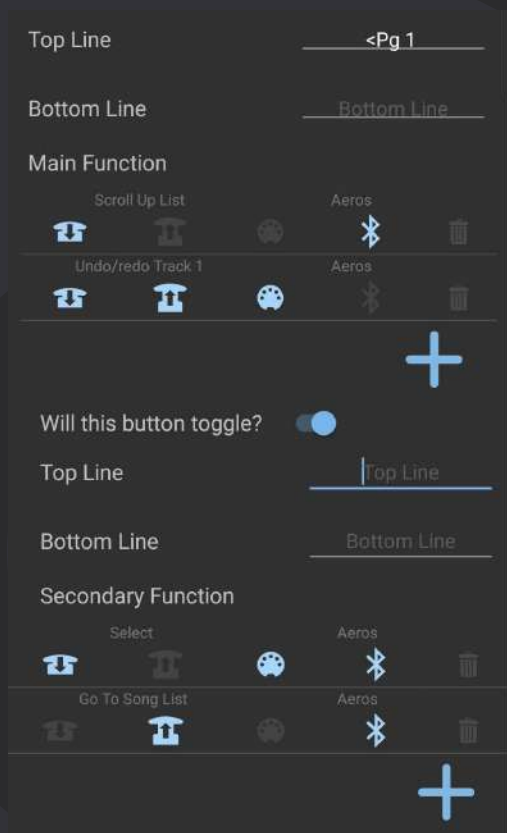 Top Line <Pg 1
Bottom Line Bottom Line
Main Function
Scroll Up List Aeros
Undo/redo Track 1 Aeros
Will this button toggle?
Top Line Top Line
Bottom Line Bottom Line
Secondary Function
Select Aeros
Go To Song List Aeros